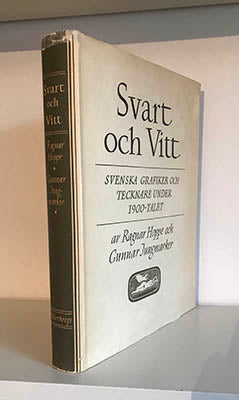 Svart
och Vitt
Ragnar
Hoppe
Gunnar
Jung-
marker
Svart
och Vitt
SVENSKA GRAFIKER OCH
TECKNARE UNDER
1900-TALET
av Ragnar Hoppe och
Gunnar Jungmarker